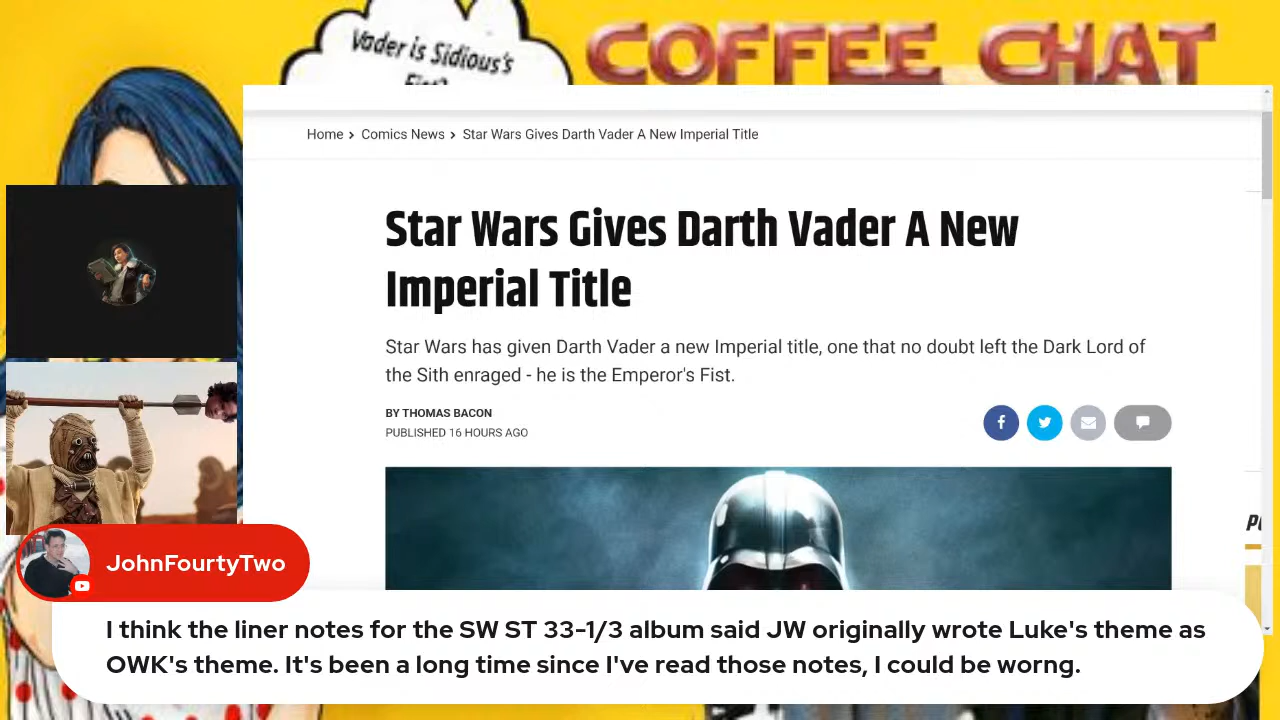 Vader is Sidious's
COFFEE CHAT
Home > Comics News > Star Wars Gives Darth Vader A New Imperial Title
Star Wars Gives Darth Vader A New
Imperial Title
Star Wars has given Darth Vader a new Imperial title, one that no doubt left the Dark Lord of
the Sith enraged - he is the Emperor's Fist.
BY THOMAS BACON
PUBLISHED 16 HOURS AGO
JohnFourtyTwo
I think the liner notes for the SW ST 33-1/3 album said JW originally wrote Luke's theme as
OWK's theme. It's been a long time since I've read those notes, I could be worng.